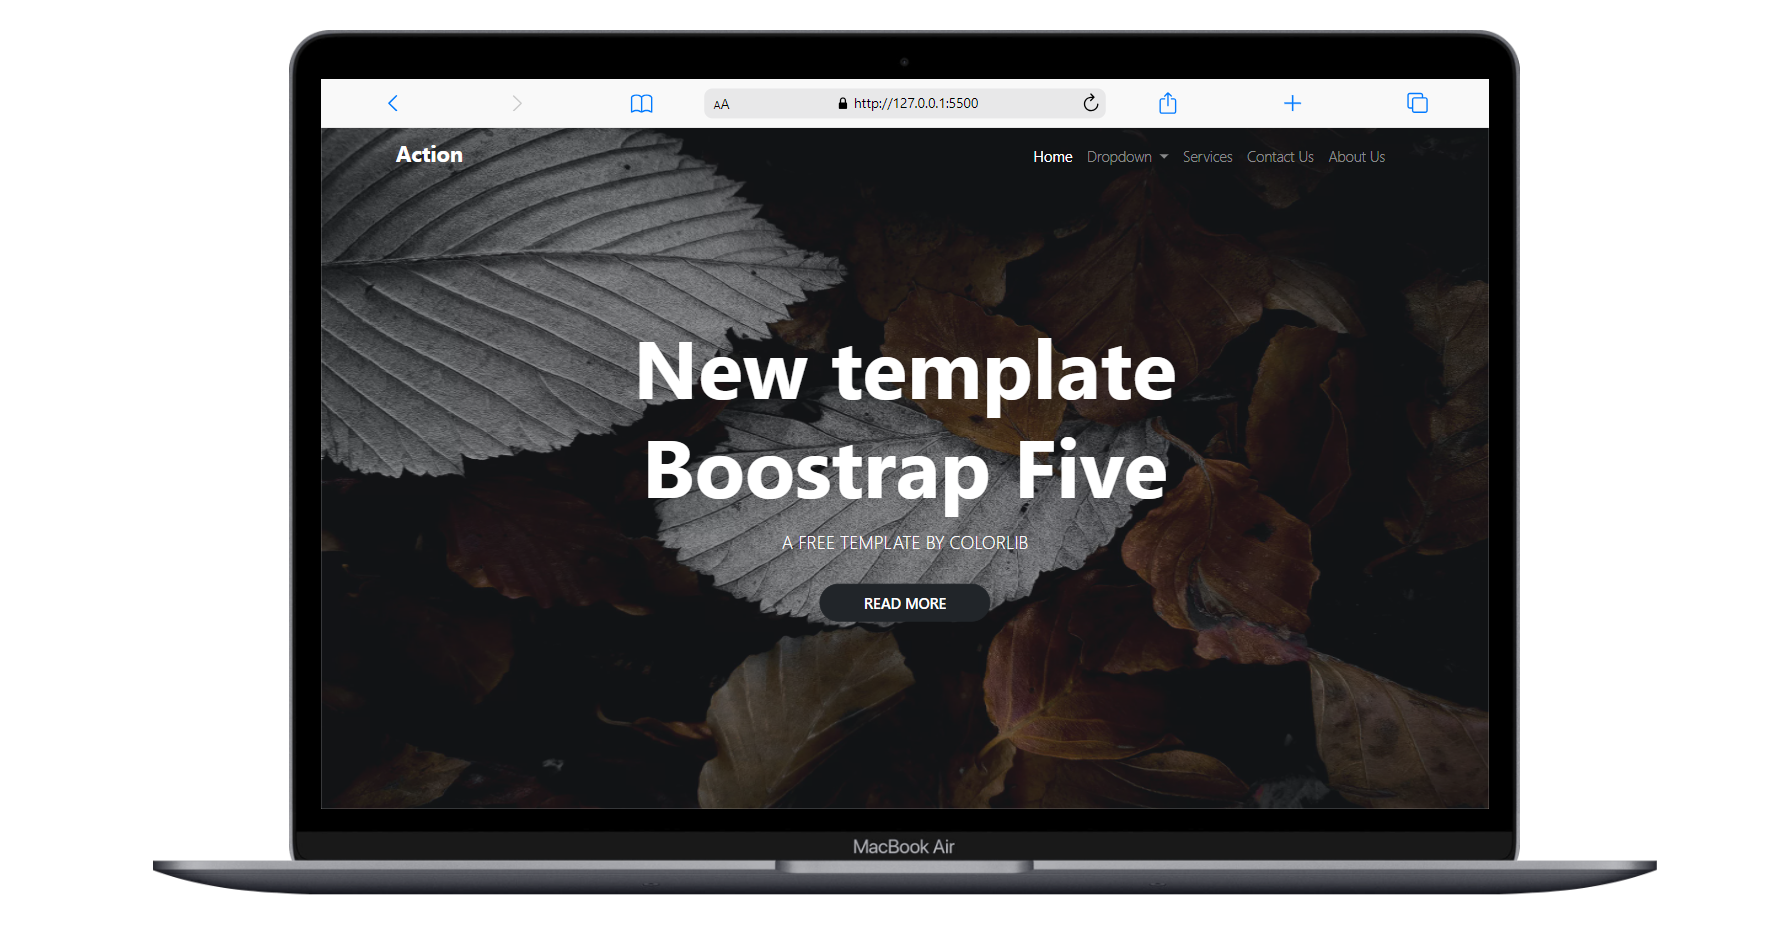 AA http://127.0.0.1:5500
Action
Home Dropdown Services Contact Us About Us
New template
Boostrap Five
A FREE TEMPLATE BY COLORLIB
READ MORE
MacBook Air